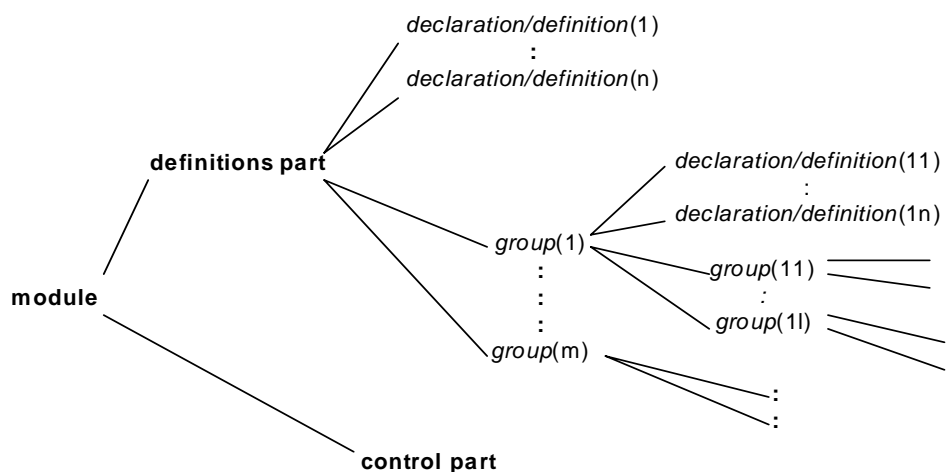 declaration/definition(1)
:
declaration/definition(n)
definitions part
declaration/definition(11)
:
declaration/definition(1n)
group(1)
group(11)
:
:
:
:
module
group(1l)
group(m)
:
:
control part